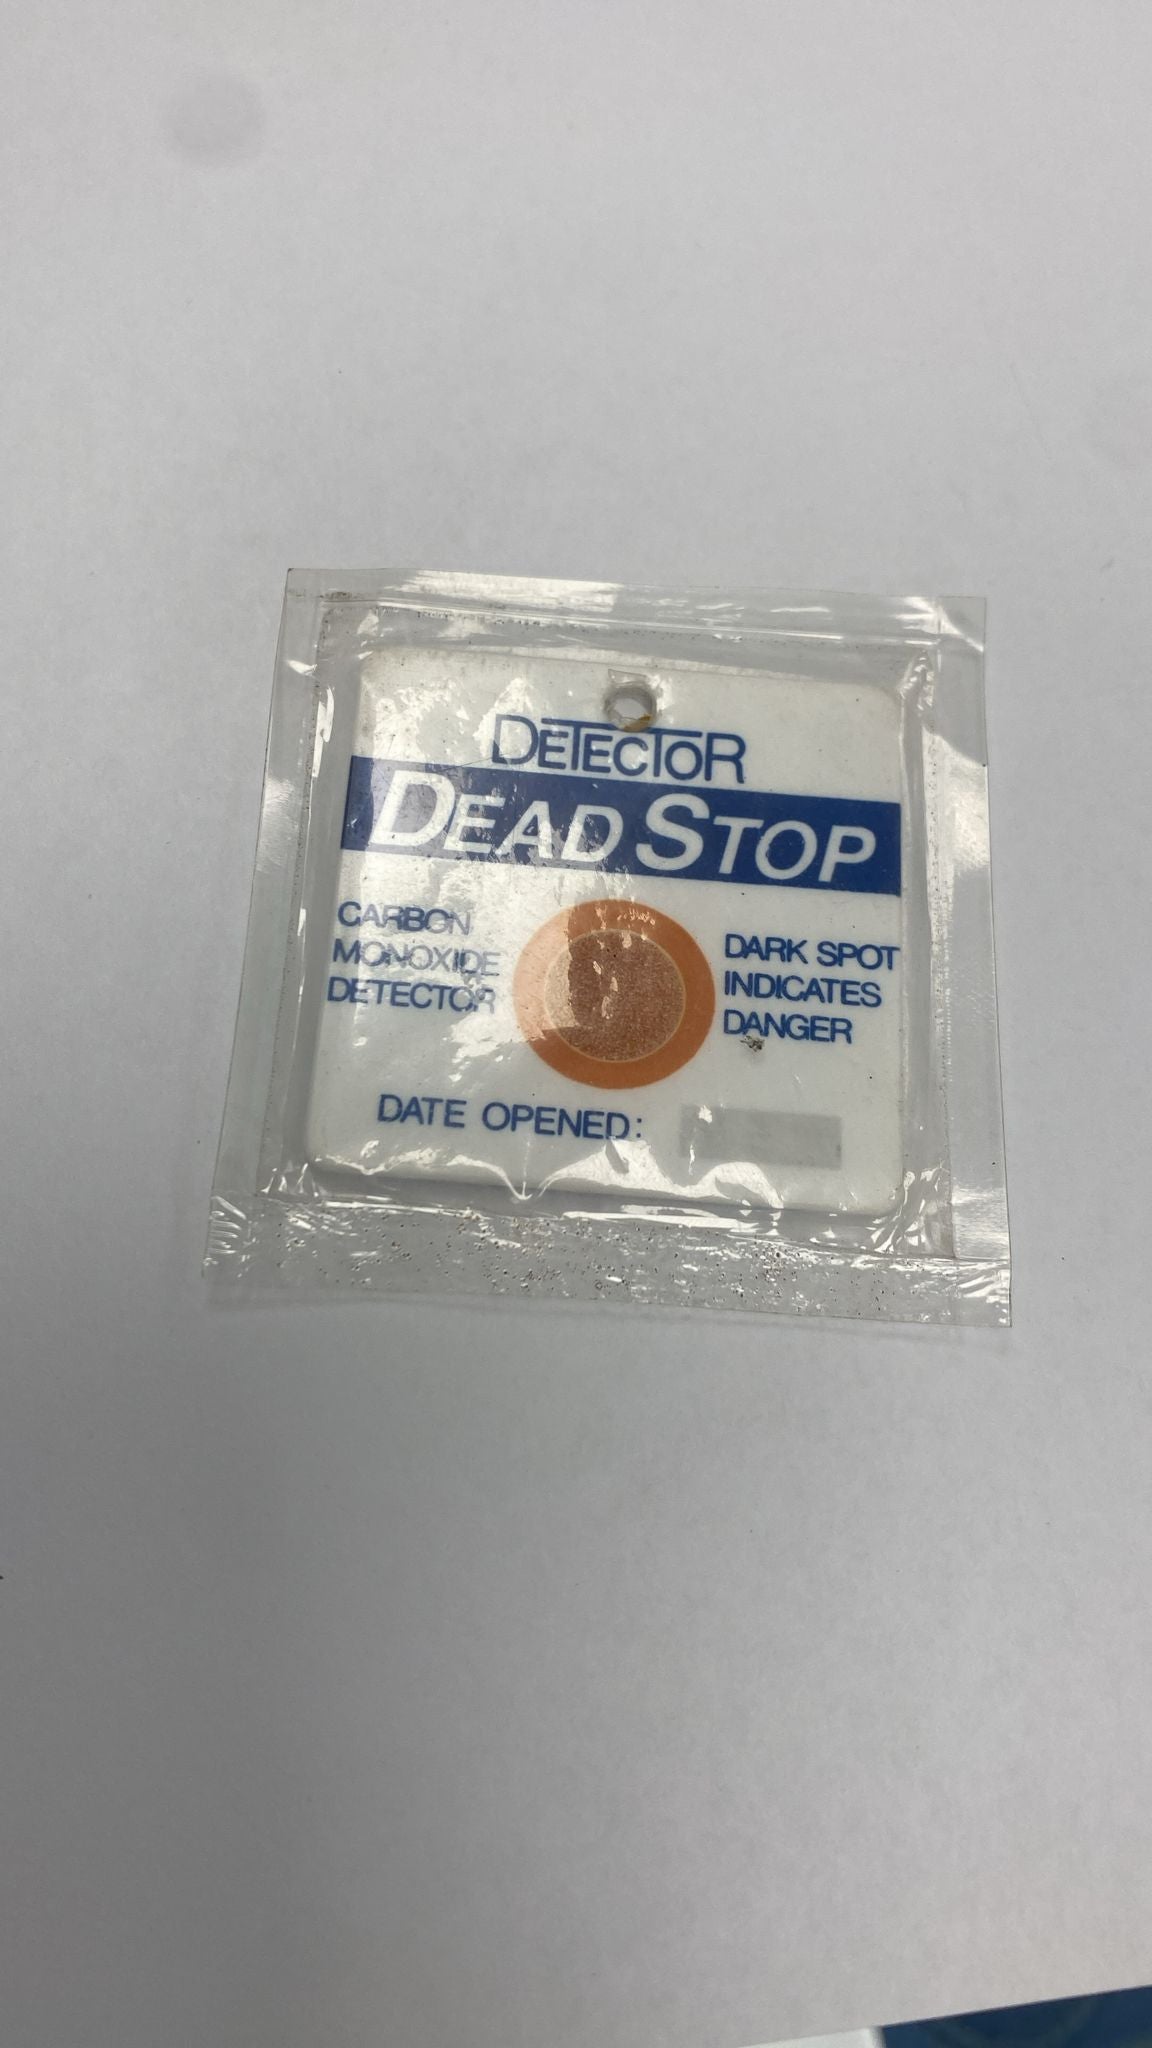 DETECTOR
DEAD STOP
CARBON
MONOXIDE
DETECTOR
DARK SPOT
INDICATES
DANGER
DATE OPENED: